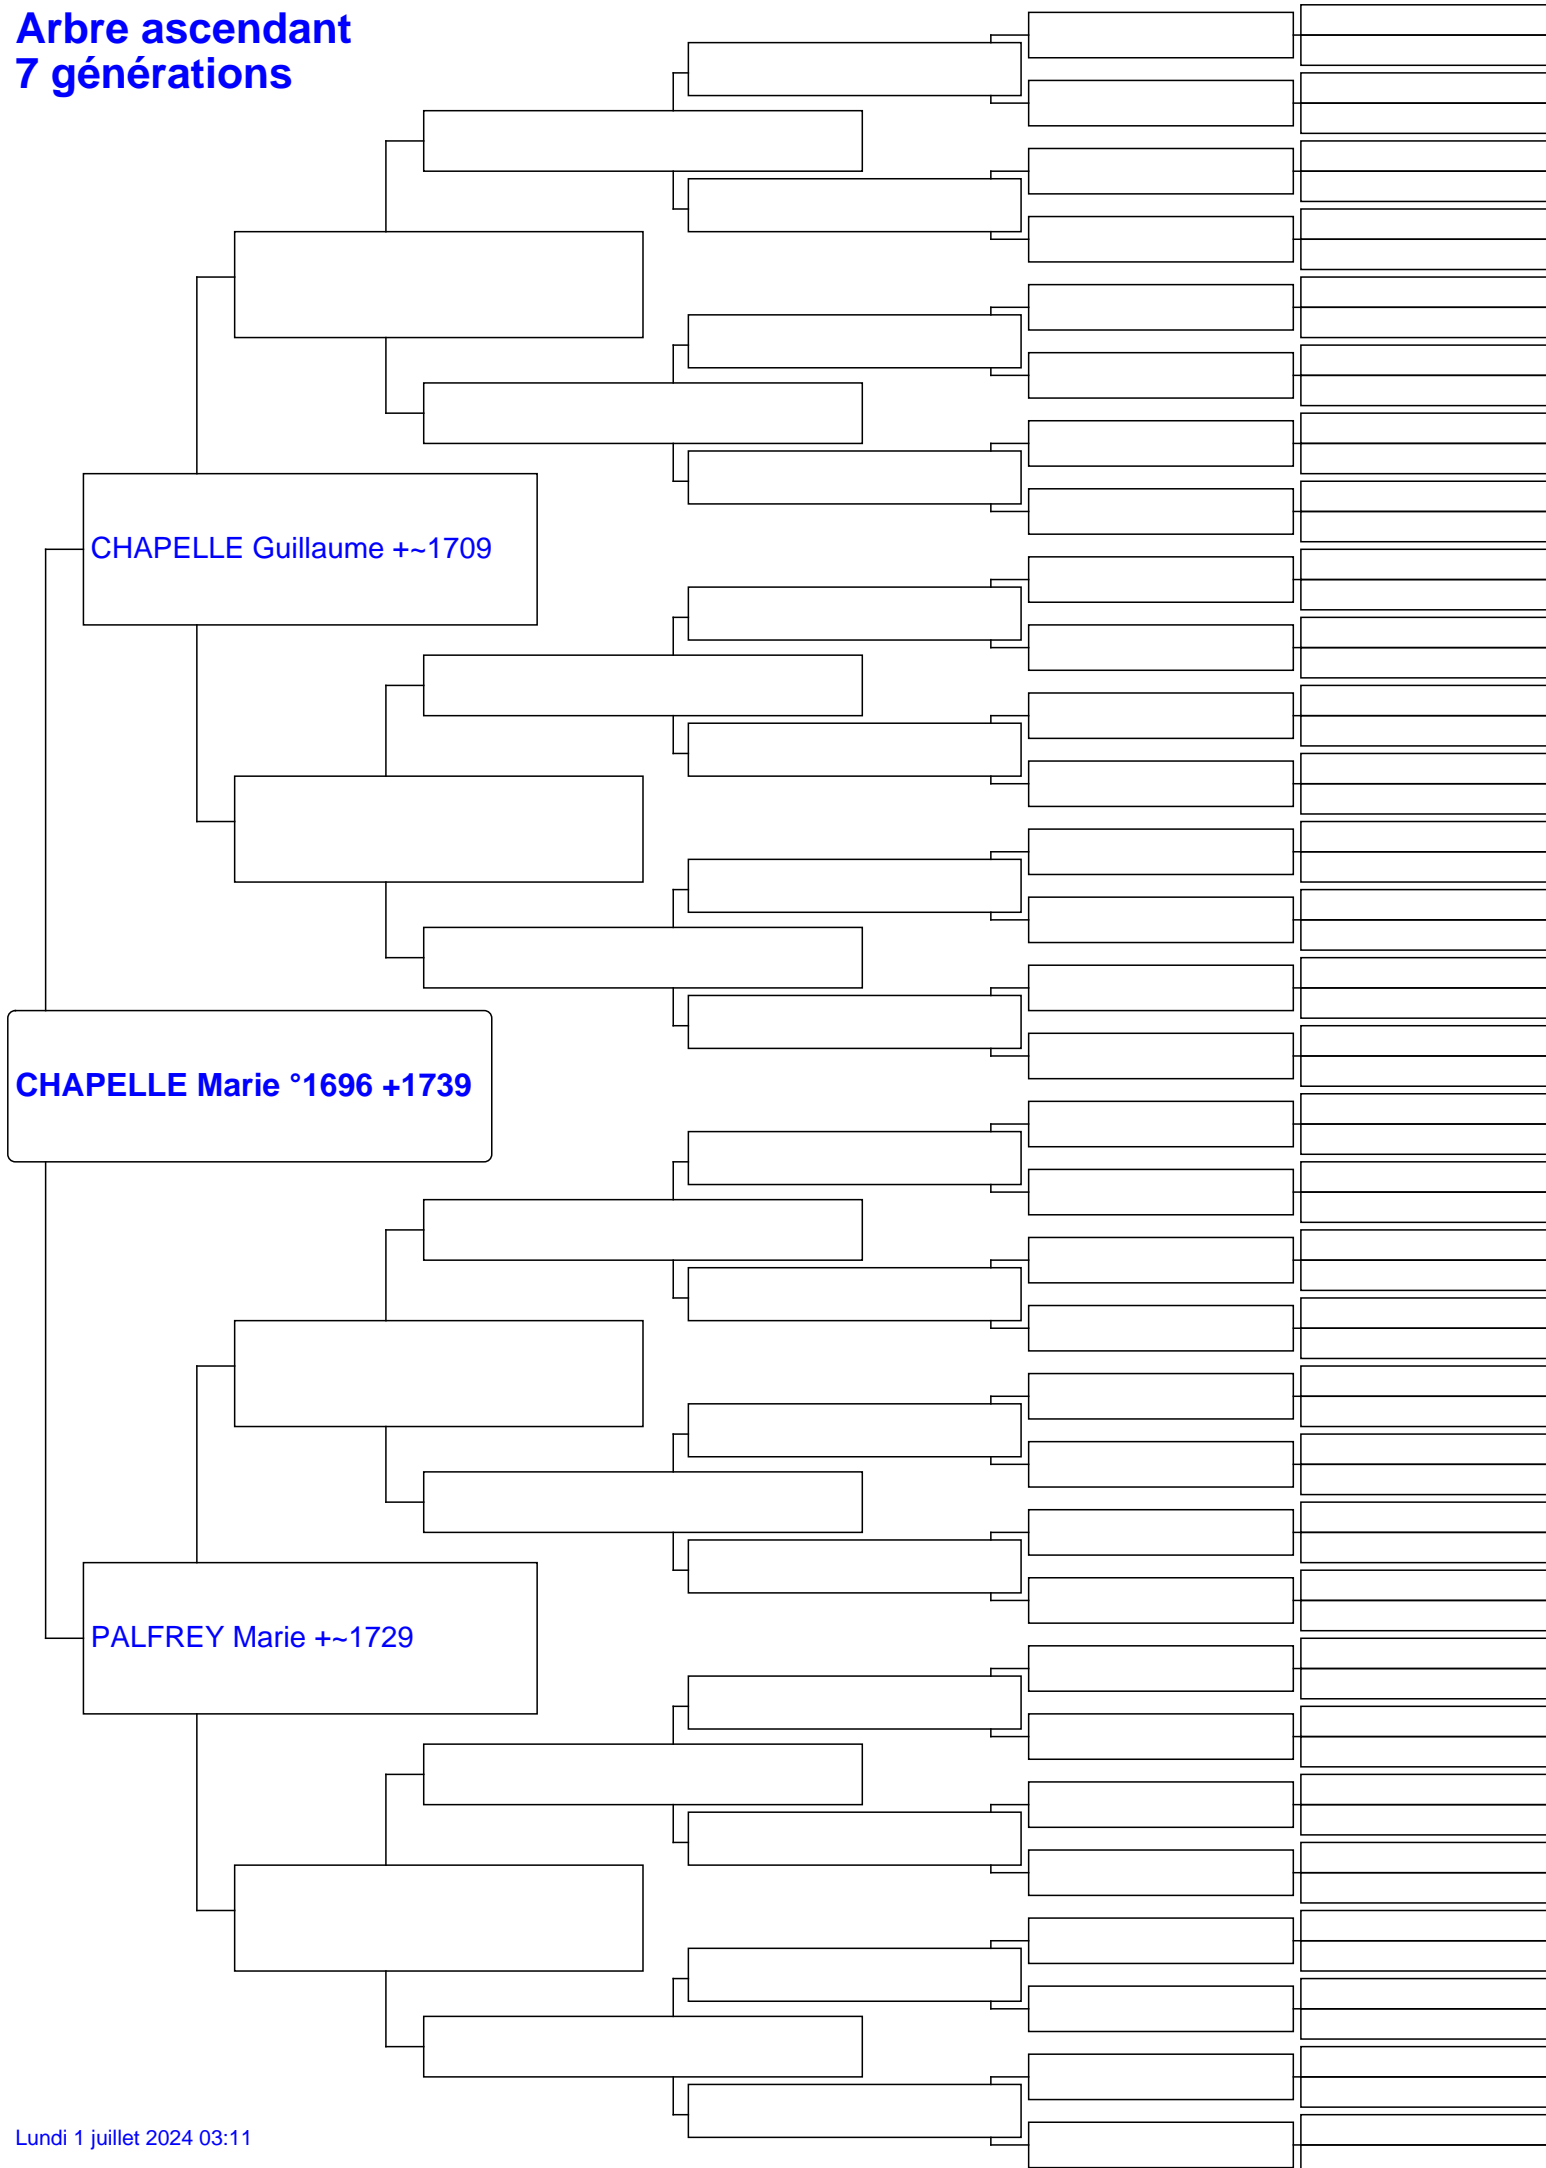 Arbre ascendant
7 générations
CHAPELLE Guillaume +~1709
CHAPELLE Marie °1696 +1739
PALFREY Marie +~1729
Lundi 1 juillet 2024 03:11